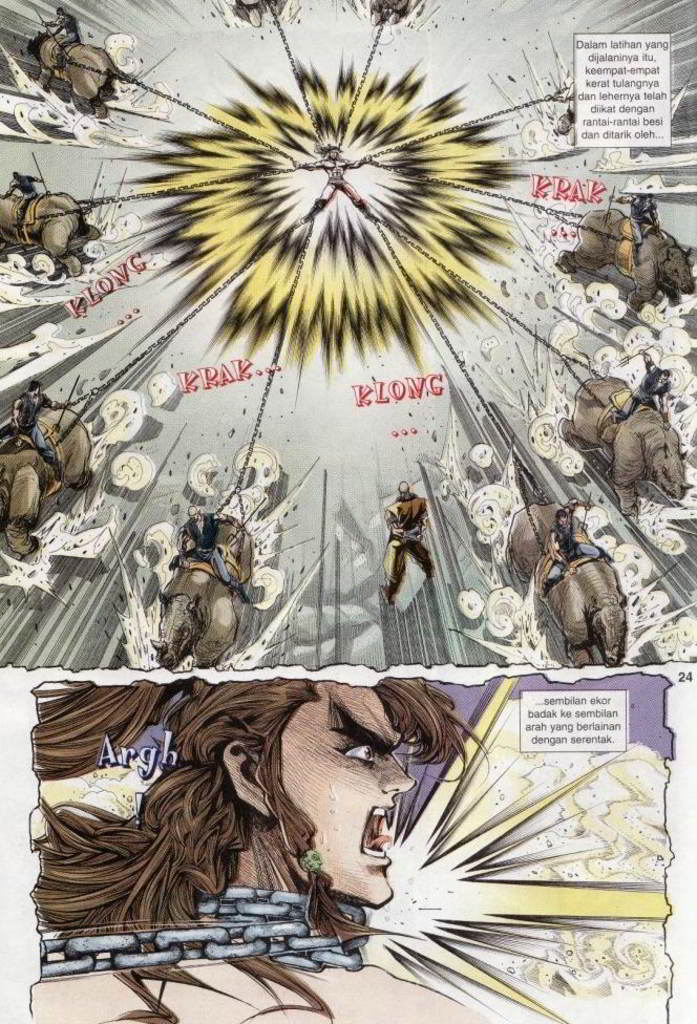 Dalam latihan yang
dijalaninya itu,
keempat-empat
kerat tulangnya
dan lehernya telah
diikat dengan
rantai-rantai besi
dan ditarik oleh...
KRAK
...
KLONG
...
KRAK...
KLONG
...
24
...sembilan ekor
badak ke sembilan
arah yang berlainan
dengan serentak.
Argh
!